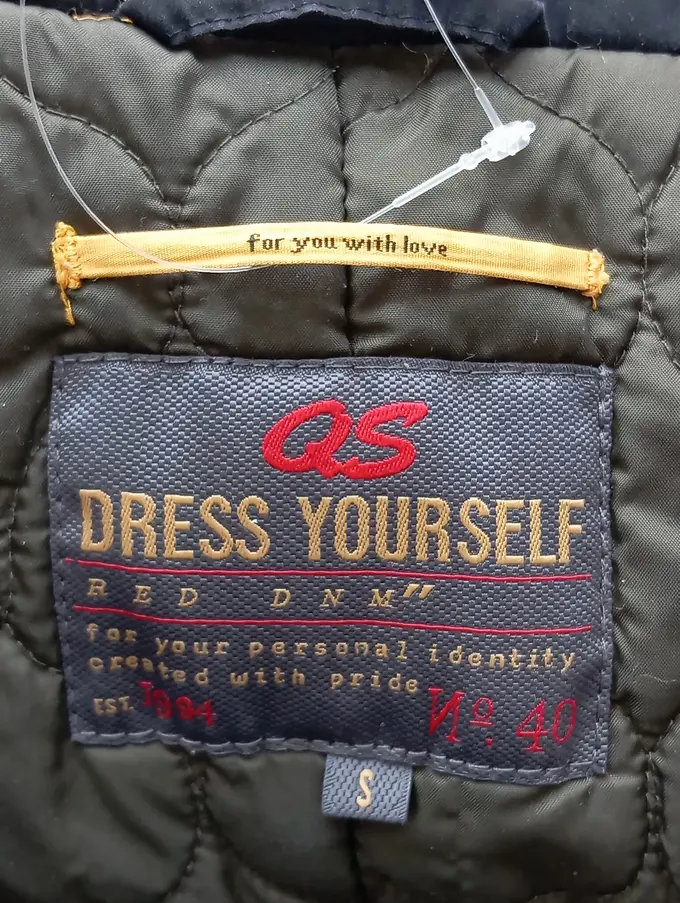 for you with love
QS
DRESS YOURSELF
RED DNM"
for your personal identity
created with pride
EST. 1994 Nº. 40
S